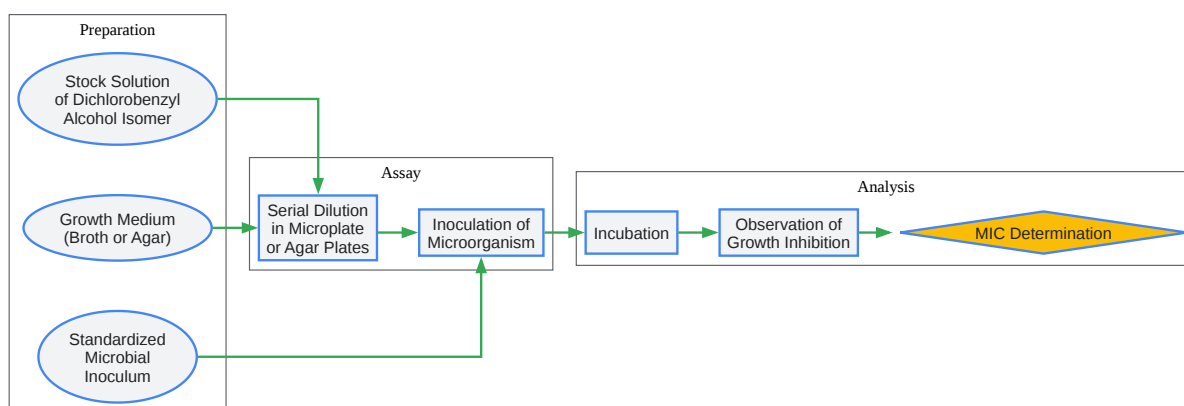 Preparation
Stock Solution
of Dichlorobenzyl
Alcohol Isomer
Growth Medium
(Broth or Agar)
Standardized
Microbial
Inoculum
Assay
Serial Dilution
in Microplate
or Agar Plates
Inoculation of
Microorganism
Analysis
Incubation
Observation of
Growth Inhibition
MIC Determination